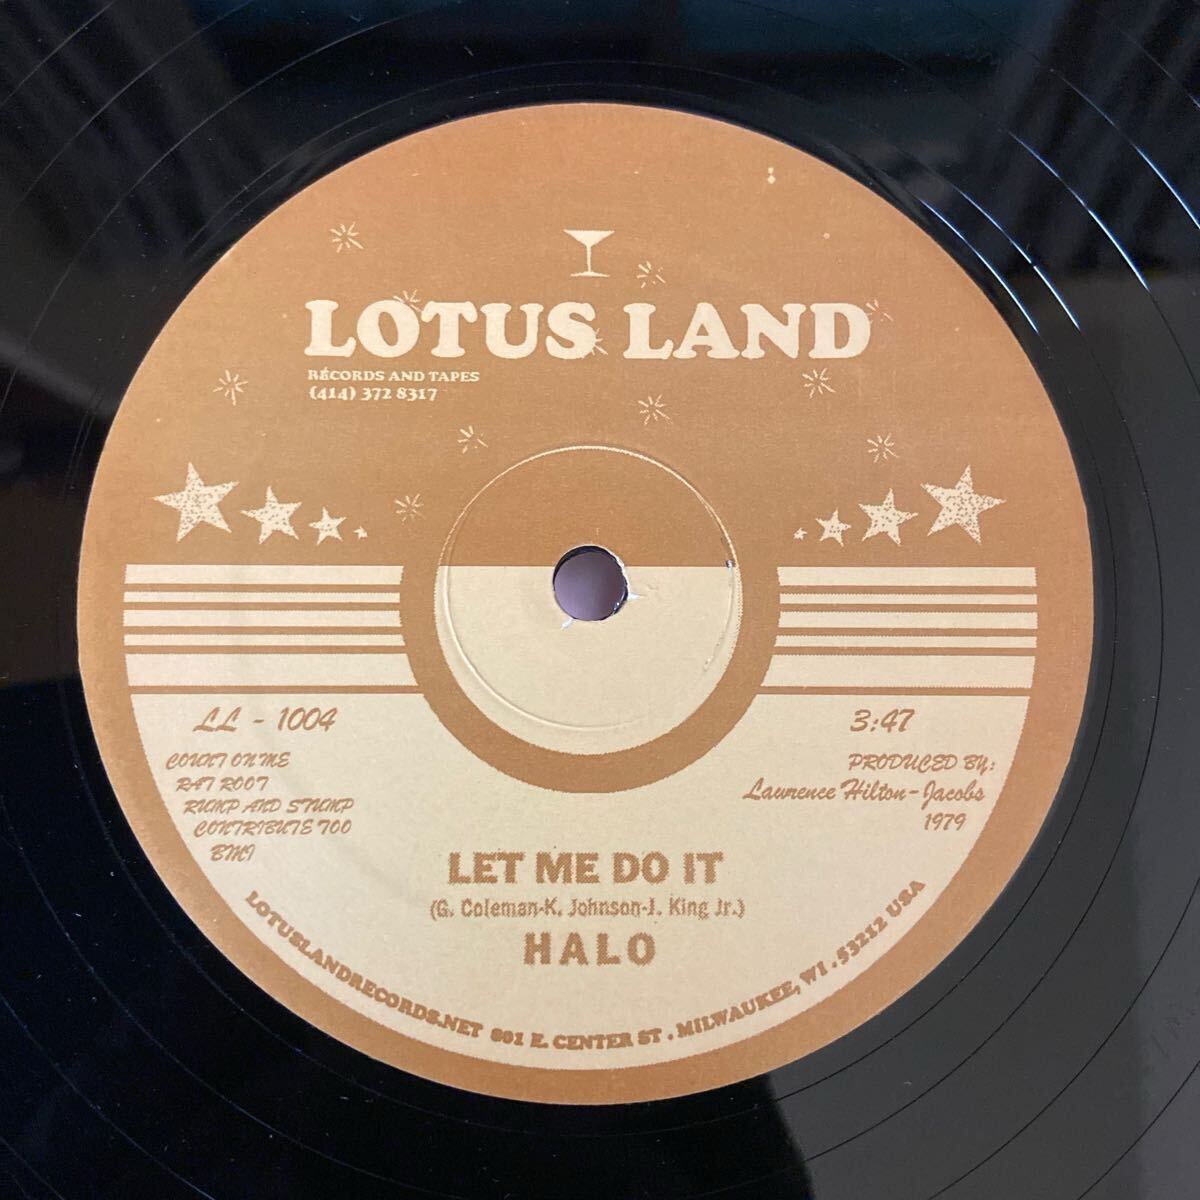 LOTUS LAND
RECORDS AND TAPES
(414) 372 8317
LL - 1004
COUNT ON ME
RAT ROOT
RUMP AND STUMP
CONTRIBUTE TOO
BMI
3:47
PRODUCED BY:
Lawrence Hilton-Jacobs
1979
LET ME DO IT
(G. Coleman-K. Johnson-J. King Jr.)
HALO
LOTUSLANDRECORDS.NET 801 E. CENTER ST . MILWAUKEE, WI . 53212 USA